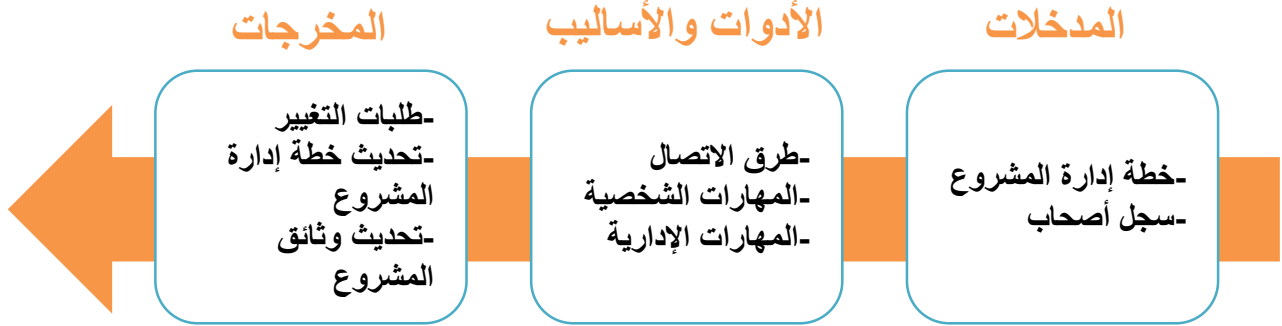 المدخلات
-خطة إدارة المشروع
-سجل أصحاب
الأدوات والأساليب
-طرق الاتصال
-المهارات الشخصية
-المهارات الإدارية
المخرجات
-طلبات التغيير
-تحديث خطة إدارة
المشروع
-تحديث وثائق
المشروع